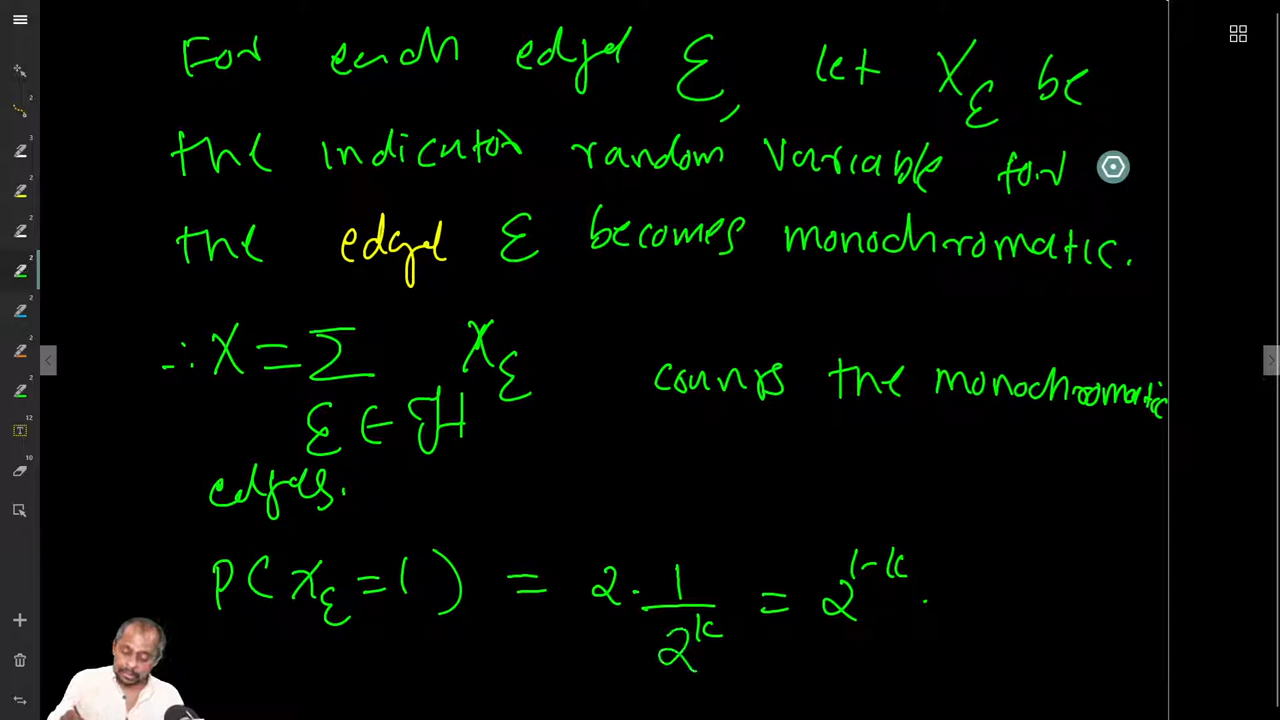 For each edge ℰ, let X_ℰ be
the indicator random variable for
the edge ℰ becomes monochromatic.
∴ X = Σ_{ℰ ∈ ℋ} X_ℰ counts the monochromatic
edges.
P(X_ℰ = 1) = 2 · 1/2^k = 2^{1-k}.